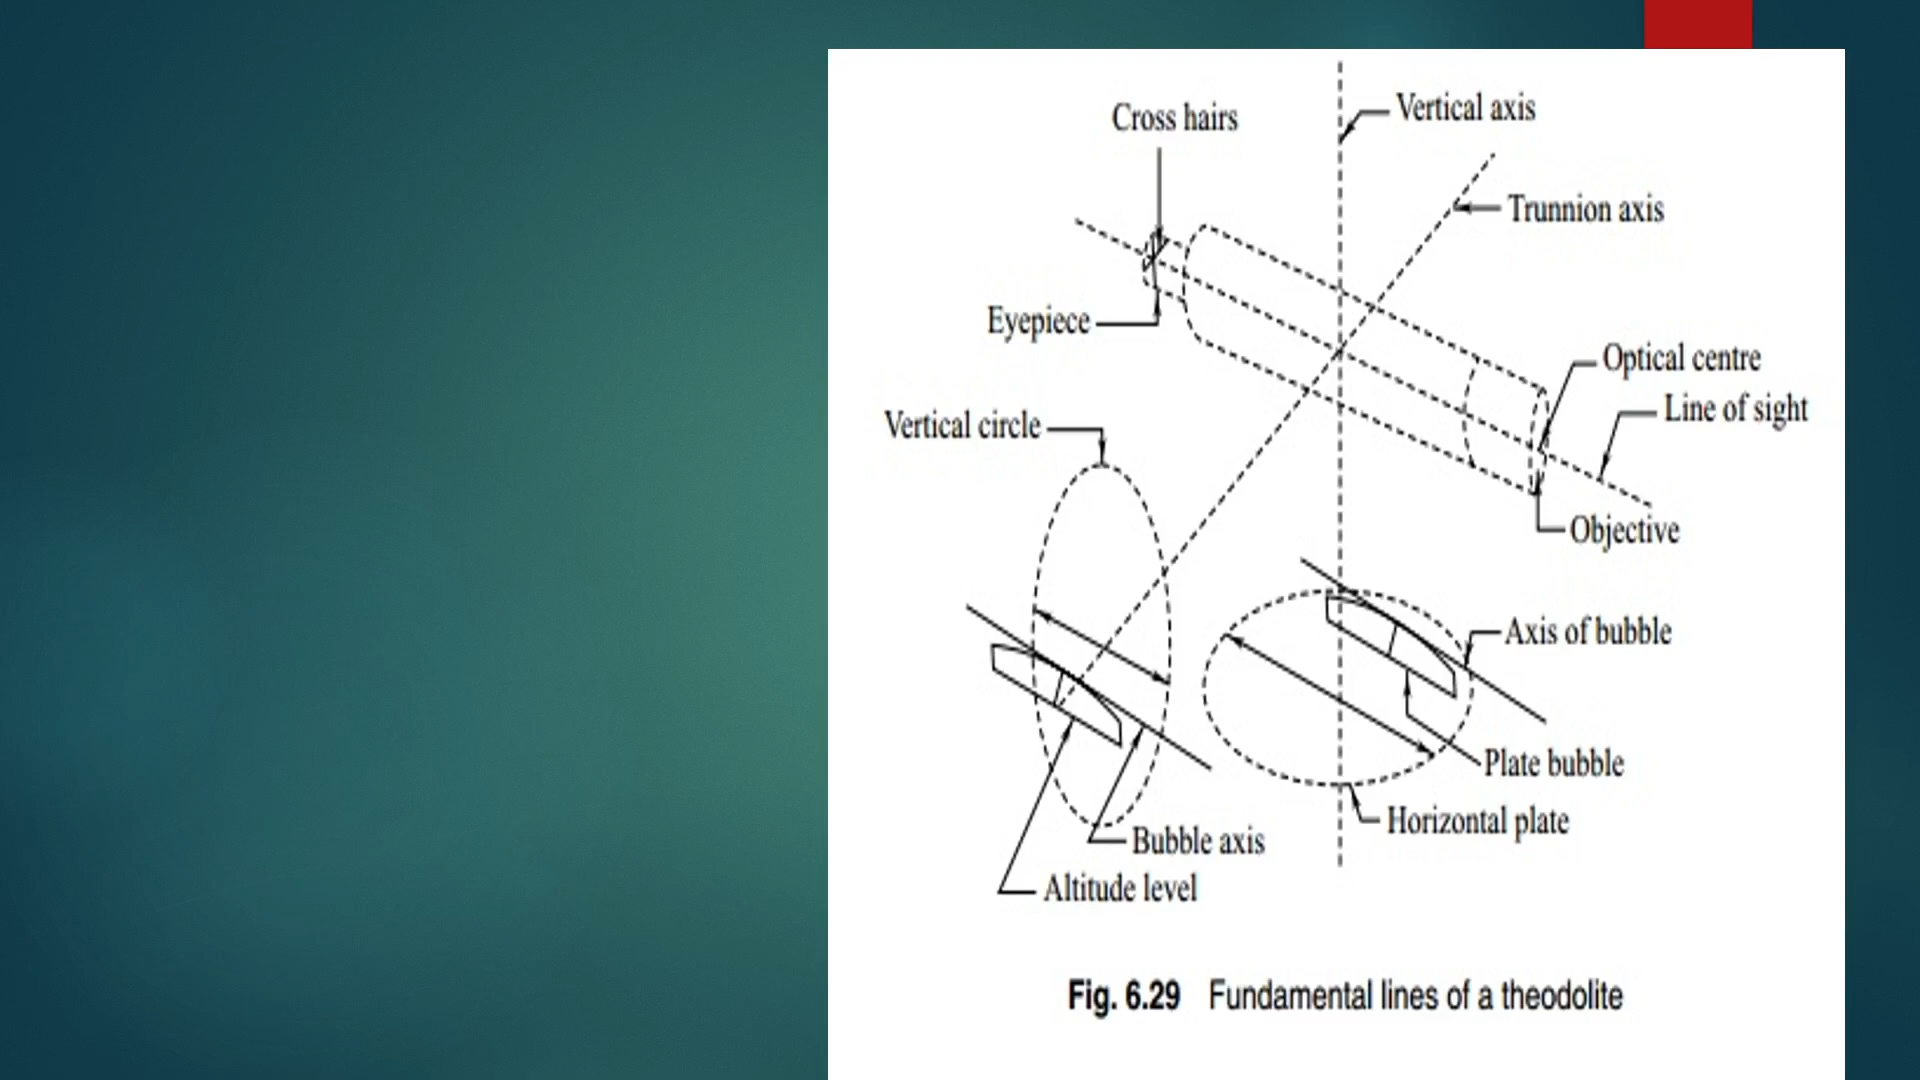 Cross hairs
Vertical axis
Trunnion axis
Eyepiece
Optical centre
Line of sight
Vertical circle
Objective
Axis of bubble
Plate bubble
Horizontal plate
Bubble axis
Altitude level
Fig. 6.29 Fundamental lines of a theodolite